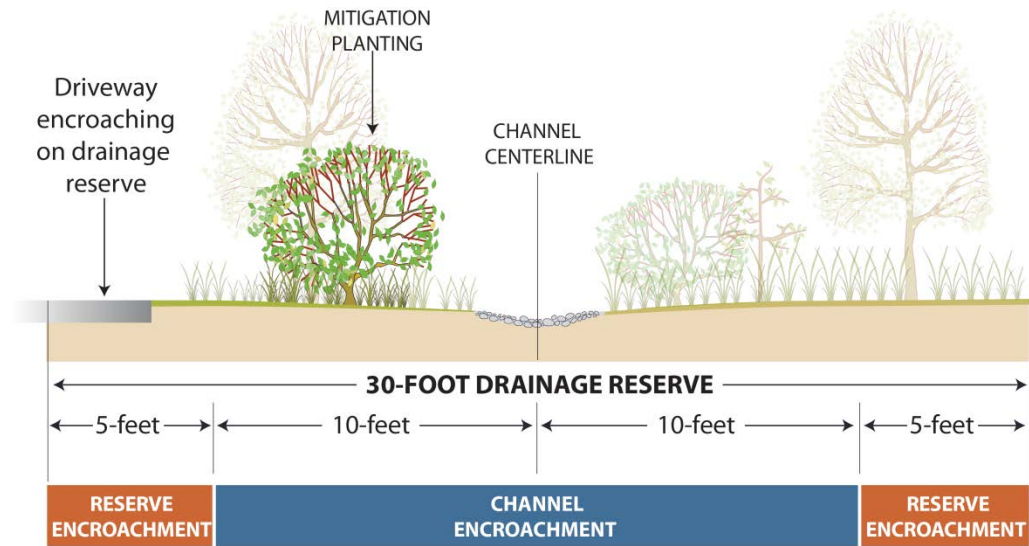 MITIGATION
PLANTING
Driveway
encroaching
on drainage
reserve
CHANNEL
CENTERLINE
30-FOOT DRAINAGE RESERVE
5-feet
10-feet
10-feet
5-feet
RESERVE
ENCROACHMENT
CHANNEL
ENCROACHMENT
RESERVE
ENCROACHMENT